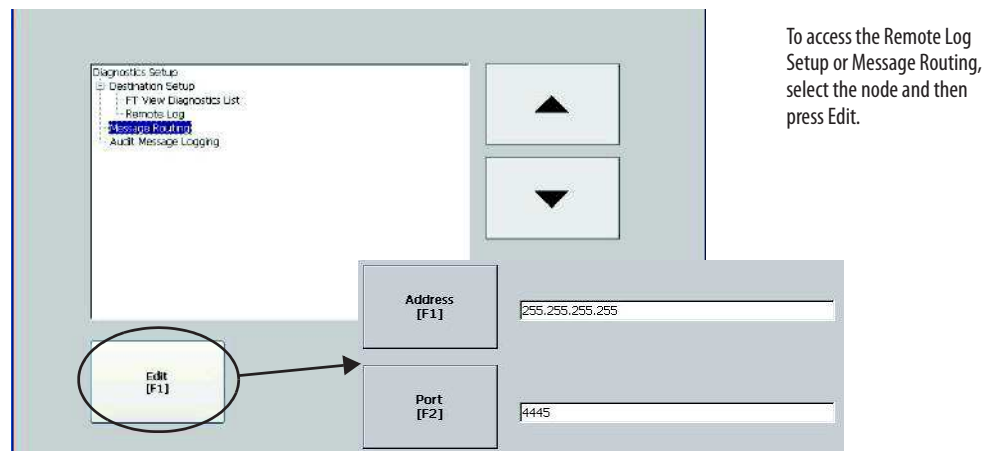 To access the Remote Log
Setup or Message Routing,
select the node and then
press Edit.
Diagnostics Setup
Destination Setup
FT View Diagnostics List
Remote Log
Message Routing
Audit Message Logging
Address
[F1]
255.255.255.255
Edit
[F1]
Port
[F2]
4445